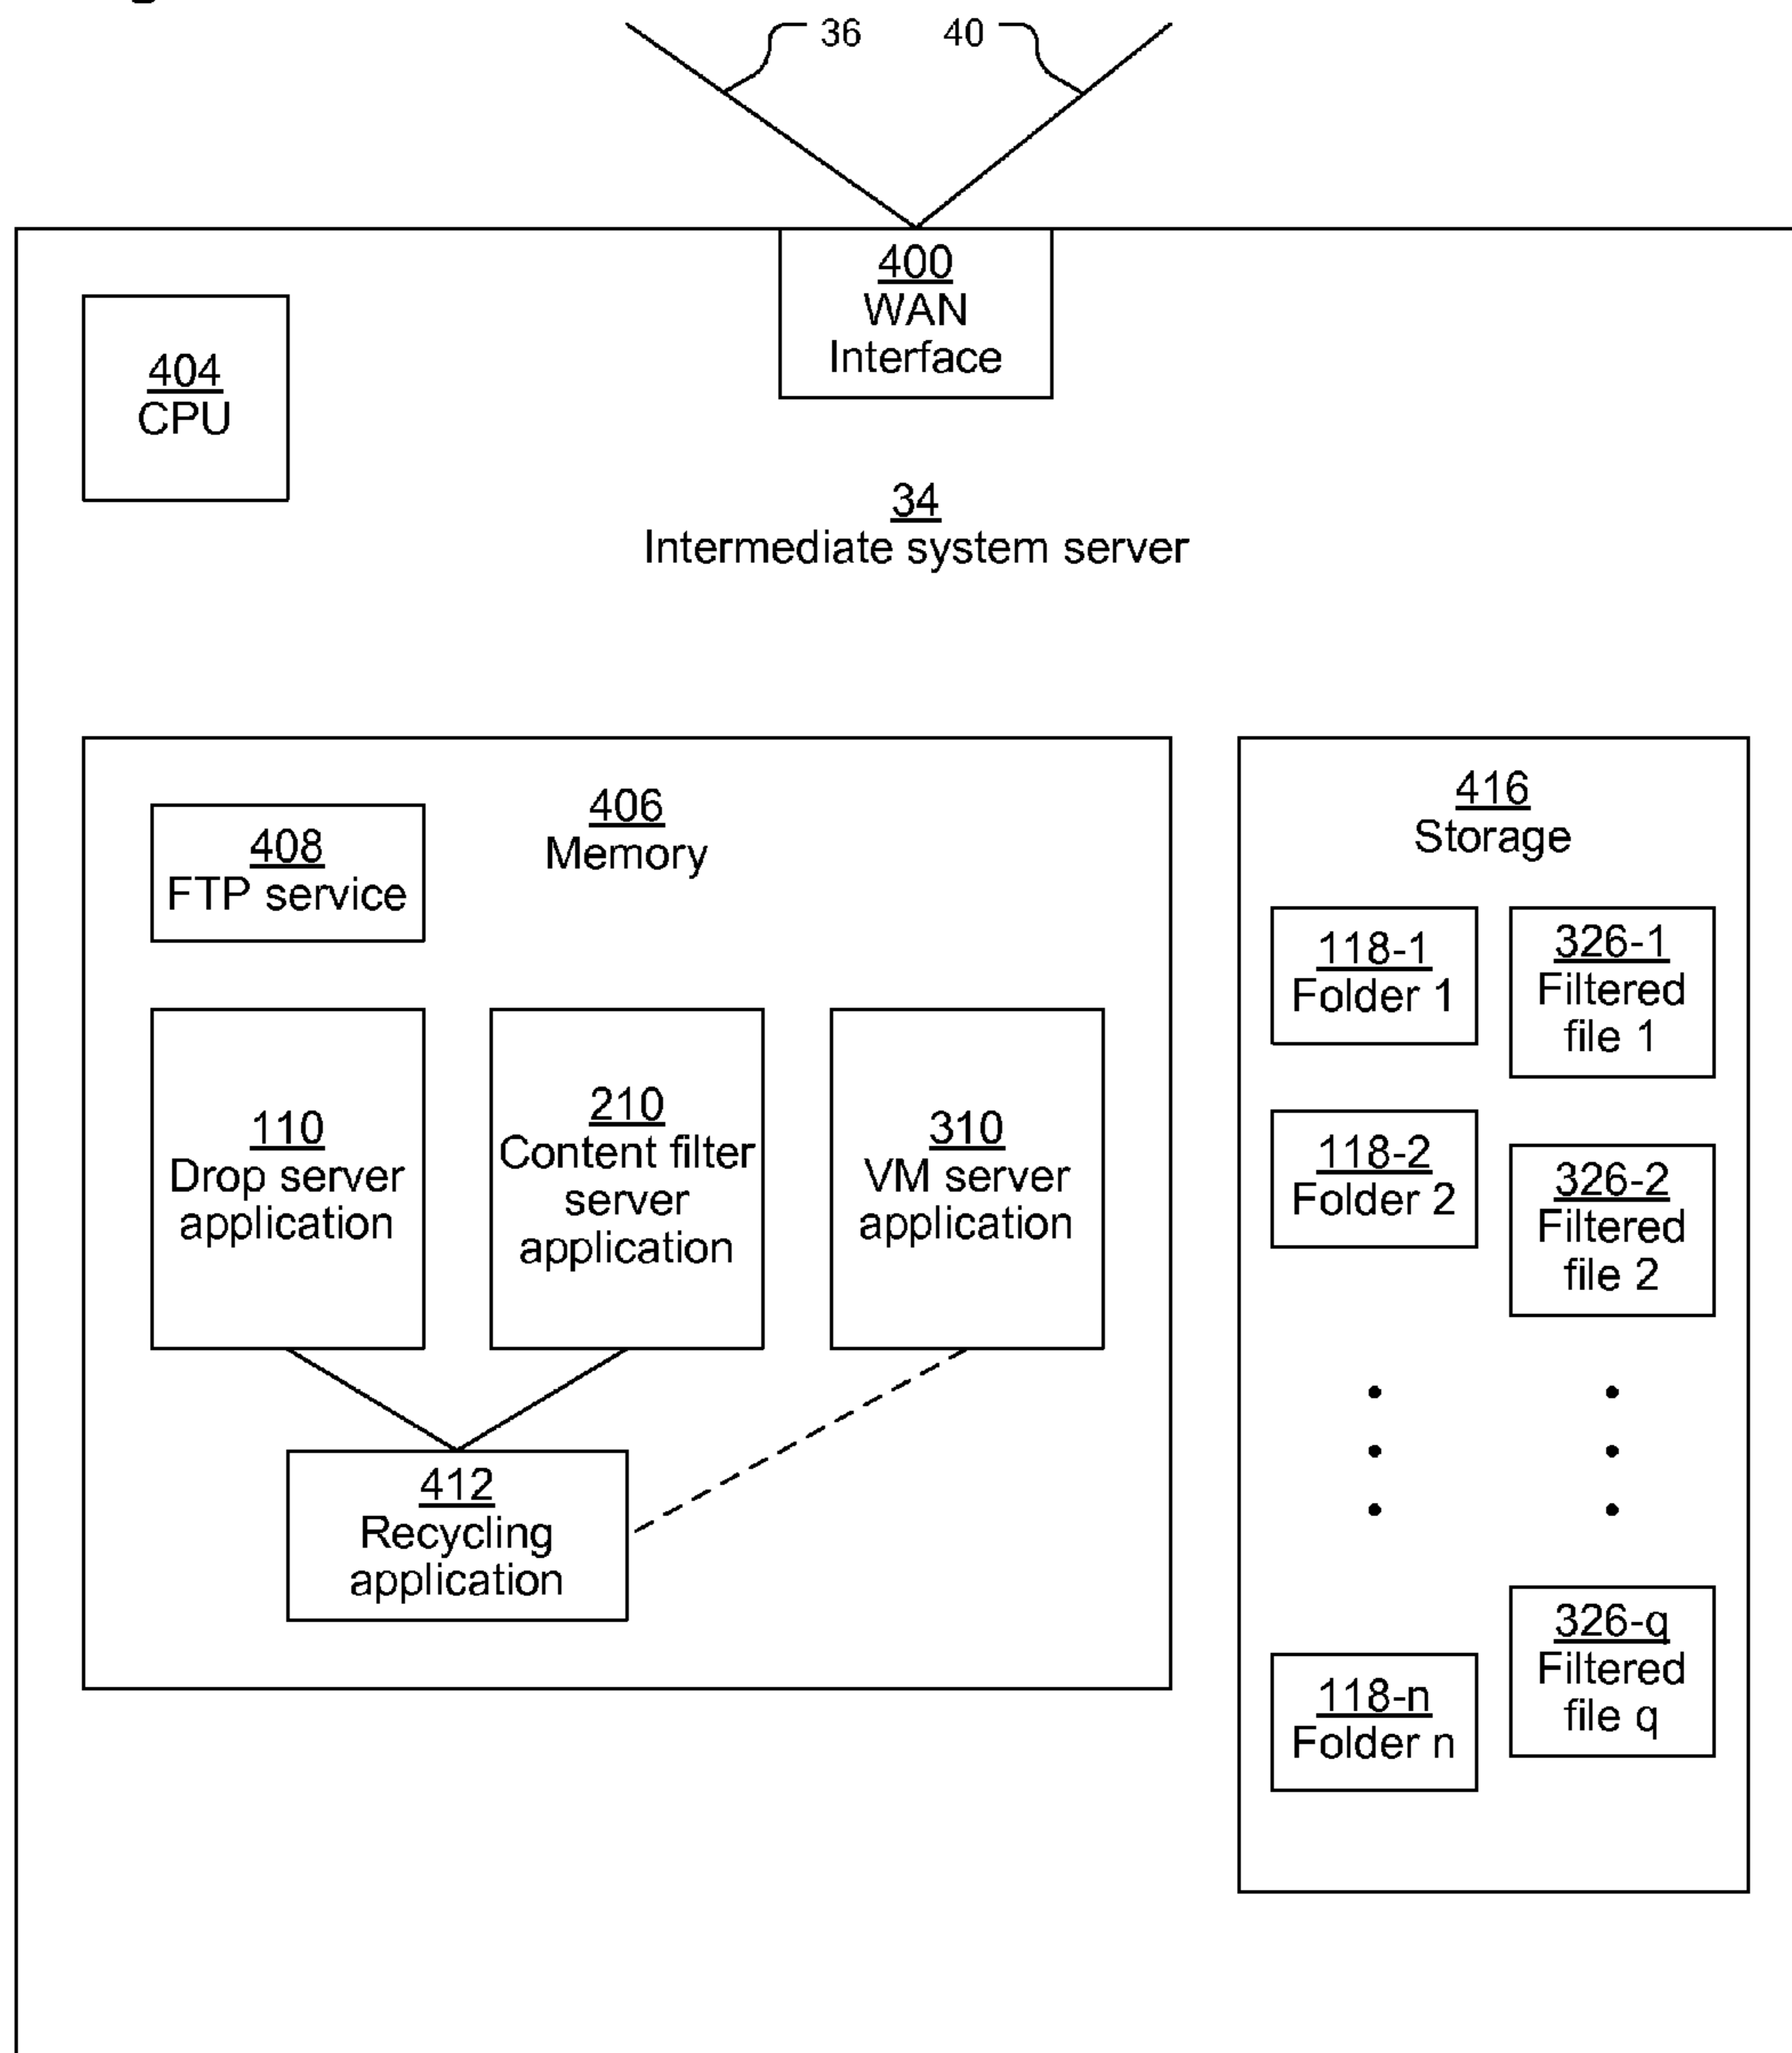 36
40
400
WAN
Interface
404
CPU
34
Intermediate system server
406
Memory
408
FTP service
110
Drop server
application
210
Content filter
server
application
310
VM server
application
412
Recycling
application
416
Storage
118-1
Folder 1
326-1
Filtered
file 1
118-2
Folder 2
326-2
Filtered
file 2
118-n
Folder n
326-q
Filtered
file q